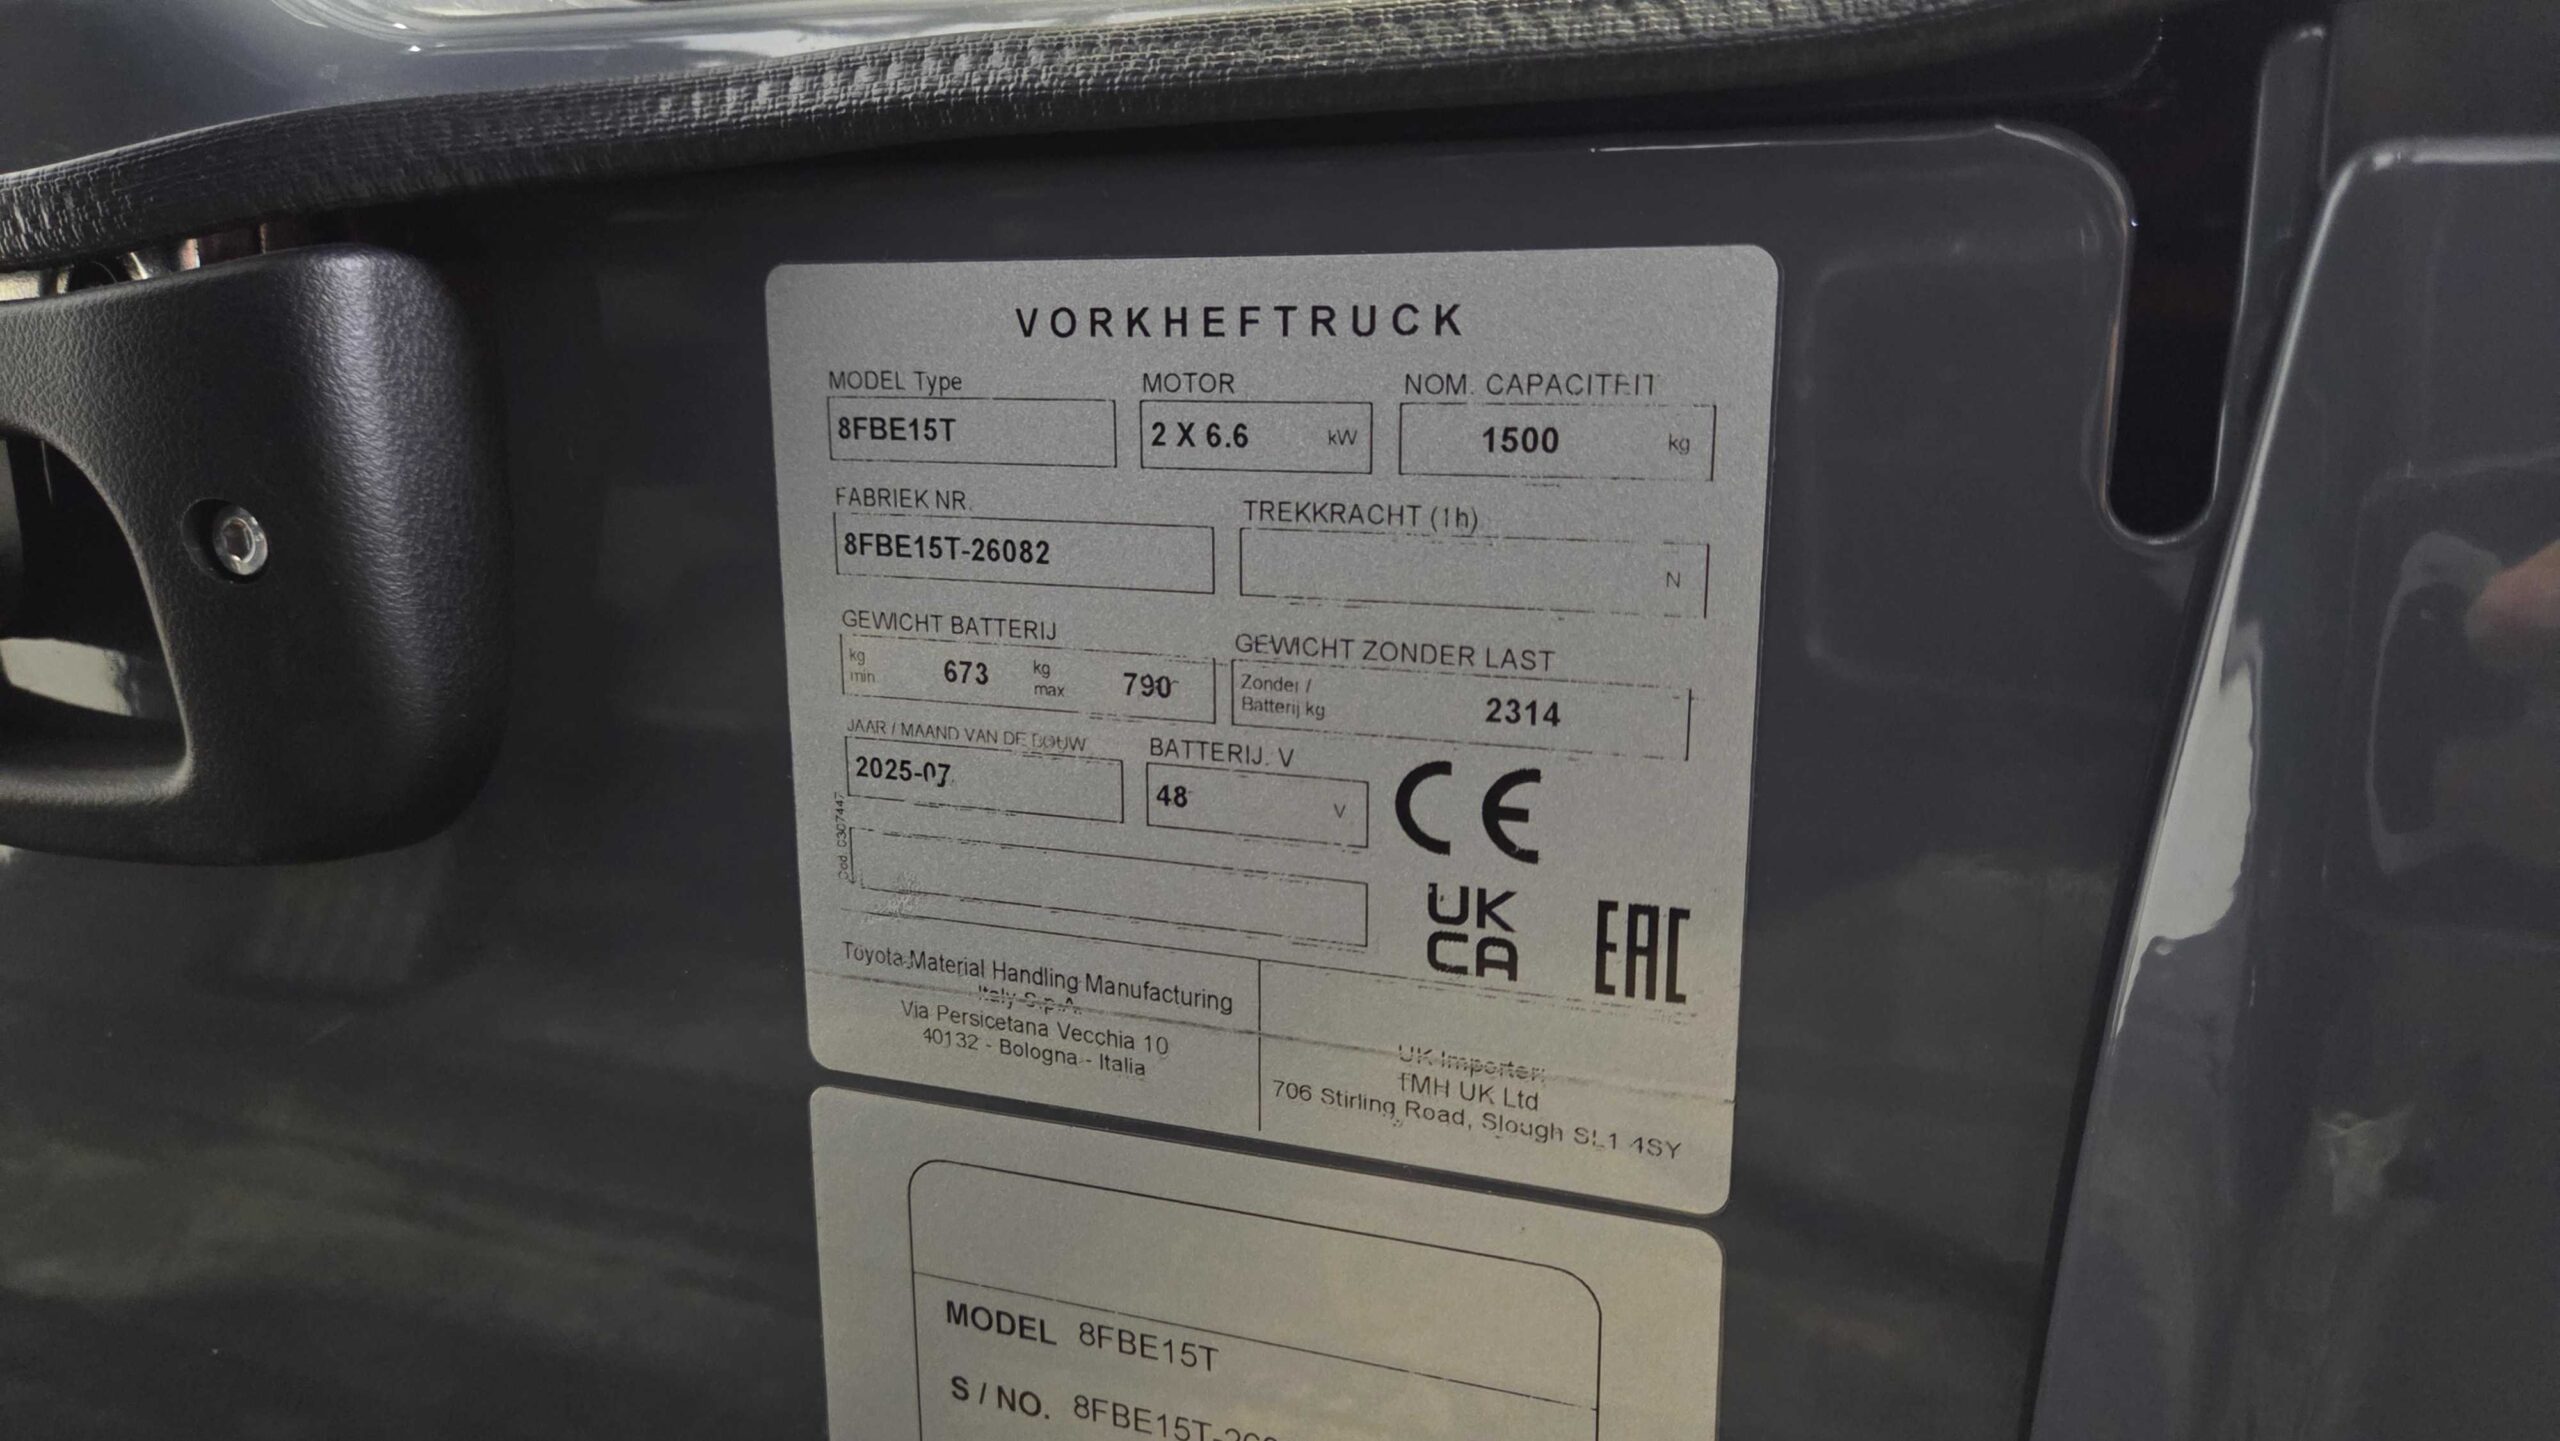 VORKHEFTRUCK
MODEL Type MOTOR NOM. CAPACITEIT
8FBE15T 2 X 6.6 kW 1500 kg
FABRIEK NR. TREKKRACHT (1h)
8FBE15T-26082 N
GEWICHT BATTERIJ GEWICHT ZONDER LAST
kg min 673 kg max 790 Zonder / Batterij kg 2314
JAAR / MAAND VAN DE BOUW BATTERIJ. V
2025-07 48 V
CE
Cod. C307447
UK
CA
EAC
Toyota Material Handling Manufacturing
Italy S.p.A.
Via Persicetana Vecchia 10
40132 - Bologna - Italia
UK Importer:
TMH UK Ltd
706 Stirling Road, Slough SL1 4SY
MODEL 8FBE15T
S / NO. 8FBE15T-